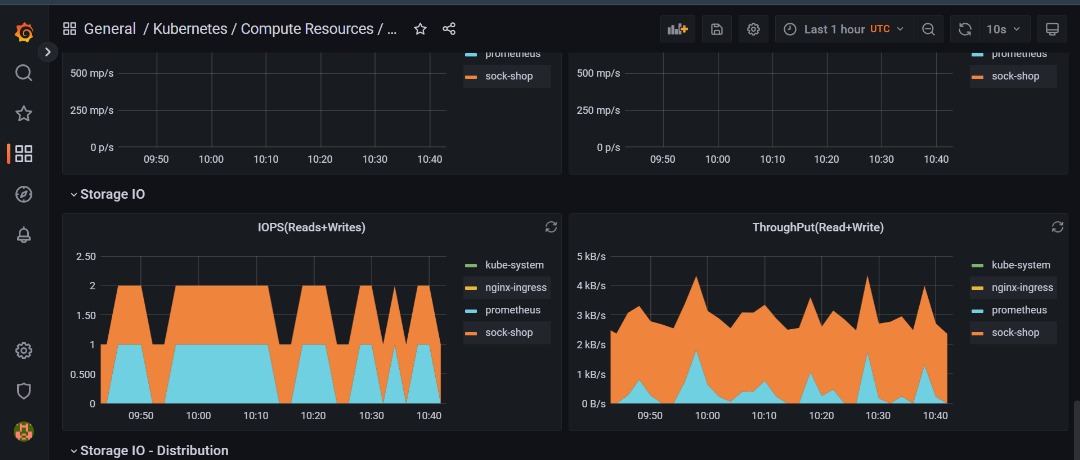 General / Kubernetes / Compute Resources / ...
Last 1 hour UTC
10s
500 mp/s
250 mp/s
0 p/s
09:50 10:00 10:10 10:20 10:30 10:40
prometheus
sock-shop
500 mp/s
250 mp/s
0 p/s
09:50 10:00 10:10 10:20 10:30 10:40
prometheus
sock-shop
Storage IO
IOPS(Reads+Writes)
2.50
2
1.50
1
0.500
0
09:50 10:00 10:10 10:20 10:30 10:40
kube-system
nginx-ingress
prometheus
sock-shop
ThroughPut(Read+Write)
5 kB/s
4 kB/s
3 kB/s
2 kB/s
1 kB/s
0 B/s
09:50 10:00 10:10 10:20 10:30 10:40
kube-system
nginx-ingress
prometheus
sock-shop
Storage IO - Distribution